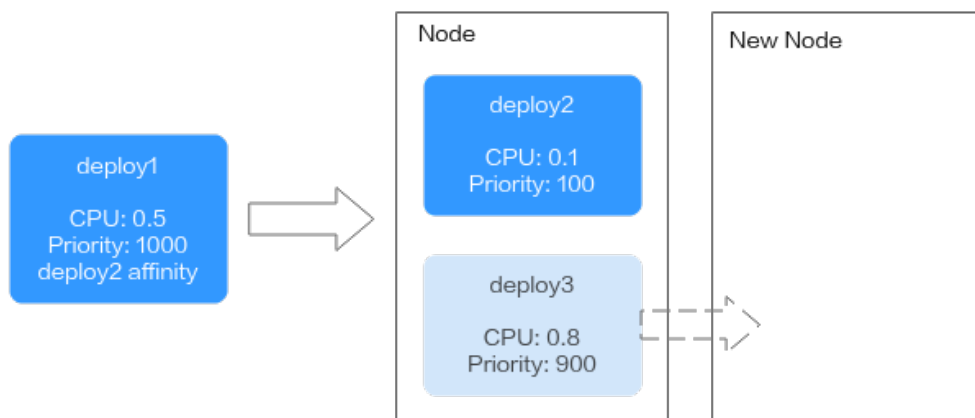 deploy1
CPU: 0.5
Priority: 1000
deploy2 affinity
Node
deploy2
CPU: 0.1
Priority: 100
deploy3
CPU: 0.8
Priority: 900
New Node